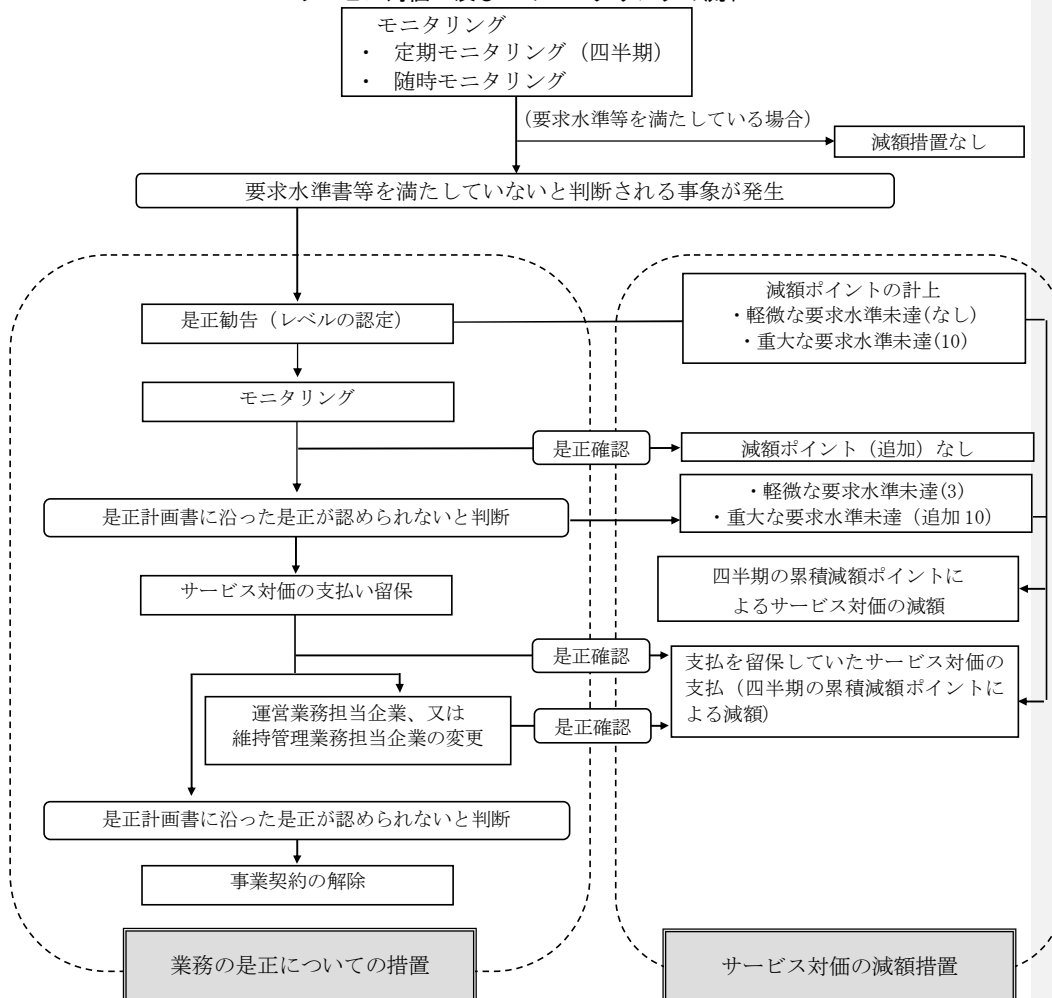 モニタリング
・ 定期モニタリング（四半期）
・ 随時モニタリング
（要求水準等を満たしている場合）
減額措置なし
要求水準書等を満たしていないと判断される事象が発生
是正勧告（レベルの認定）
減額ポイントの計上
・軽微な要求水準未達(なし)
・重大な要求水準未達(10)
モニタリング
是正確認
減額ポイント（追加）なし
是正計画書に沿った是正が認められないと判断
・軽微な要求水準未達(3)
・重大な要求水準未達（追加 10）
サービス対価の支払い留保
四半期の累積減額ポイントに
よるサービス対価の減額
是正確認
支払を留保していたサービス対価の
支払（四半期の累積減額ポイントに
よる減額）
運営業務担当企業、又は
維持管理業務担当企業の変更
是正確認
是正計画書に沿った是正が認められないと判断
事業契約の解除
業務の是正についての措置
サービス対価の減額措置